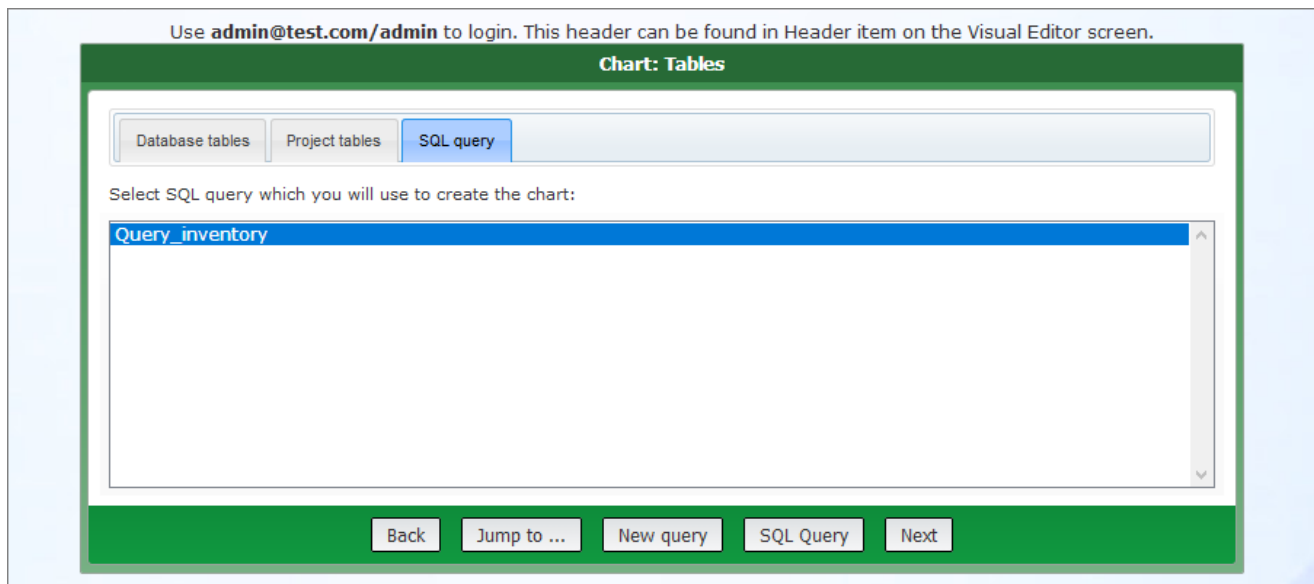 Use admin@test.com/admin to login. This header can be found in Header item on the Visual Editor screen.
Chart: Tables
Database tables Project tables SQL query
Select SQL query which you will use to create the chart:
Query_inventory
Back Jump to ... New query SQL Query Next